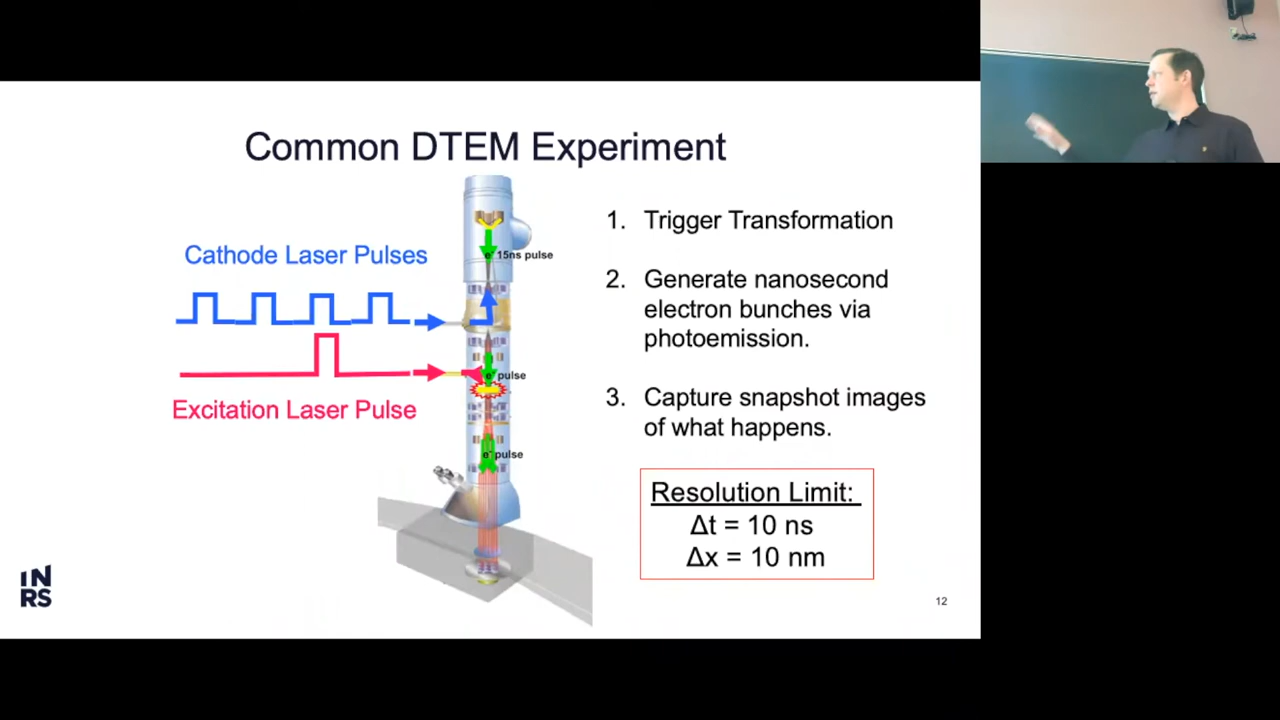 Common DTEM Experiment
Cathode Laser Pulses
Excitation Laser Pulse
e⁻ 15ns pulse
e⁻ pulse
e⁻ pulse
1. Trigger Transformation
2. Generate nanosecond
electron bunches via
photoemission.
3. Capture snapshot images
of what happens.
Resolution Limit:
Δt = 10 ns
Δx = 10 nm
IN
RS
12